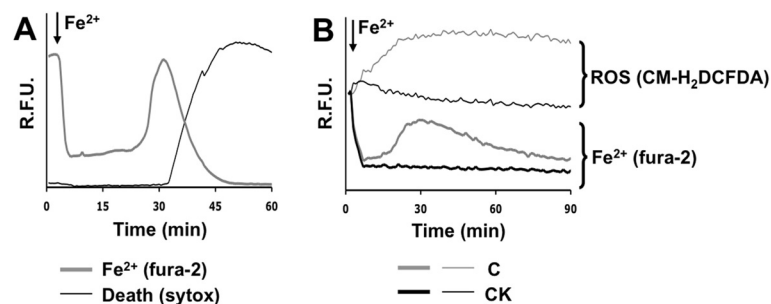 A
Fe²⁺
R.F.U.
0 15 30 45 60
Time (min)
Fe²⁺ (fura-2)
Death (sytox)
B
Fe²⁺
R.F.U.
ROS (CM-H₂DCFDA)
Fe²⁺ (fura-2)
0 30 60 90
Time (min)
C
CK